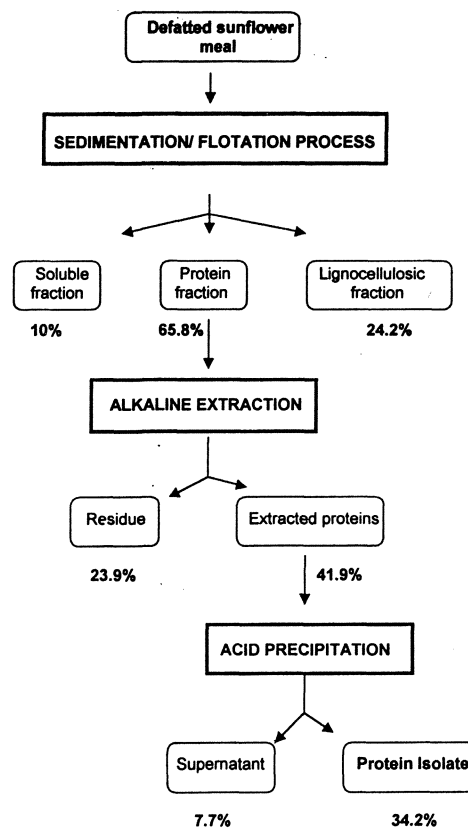 Defatted sunflower
meal
SEDIMENTATION/ FLOTATION PROCESS
Soluble
fraction
Protein
fraction
Lignocellulosic
fraction
10%
65.8%
24.2%
ALKALINE EXTRACTION
Residue
Extracted proteins
23.9%
41.9%
ACID PRECIPITATION
Supernatant
Protein Isolate
7.7%
34.2%